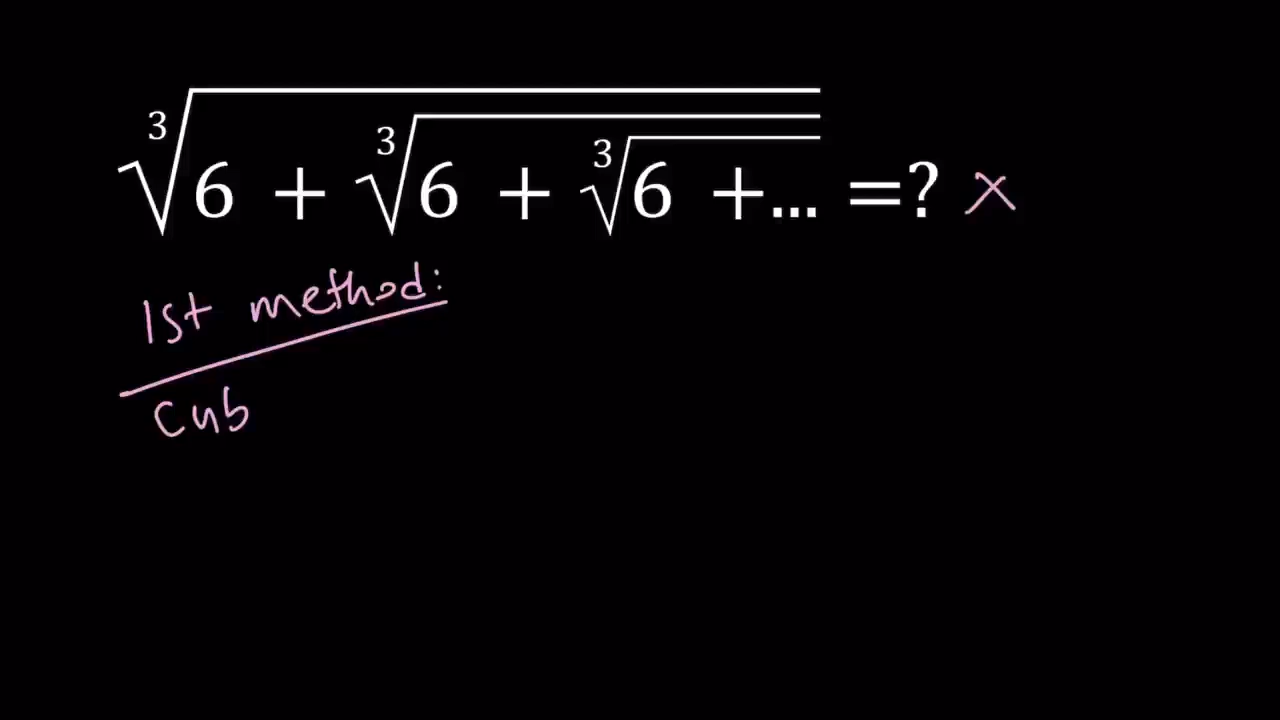 ∛6 + ∛6 + ∛6 +... =? x
1st method:
cub